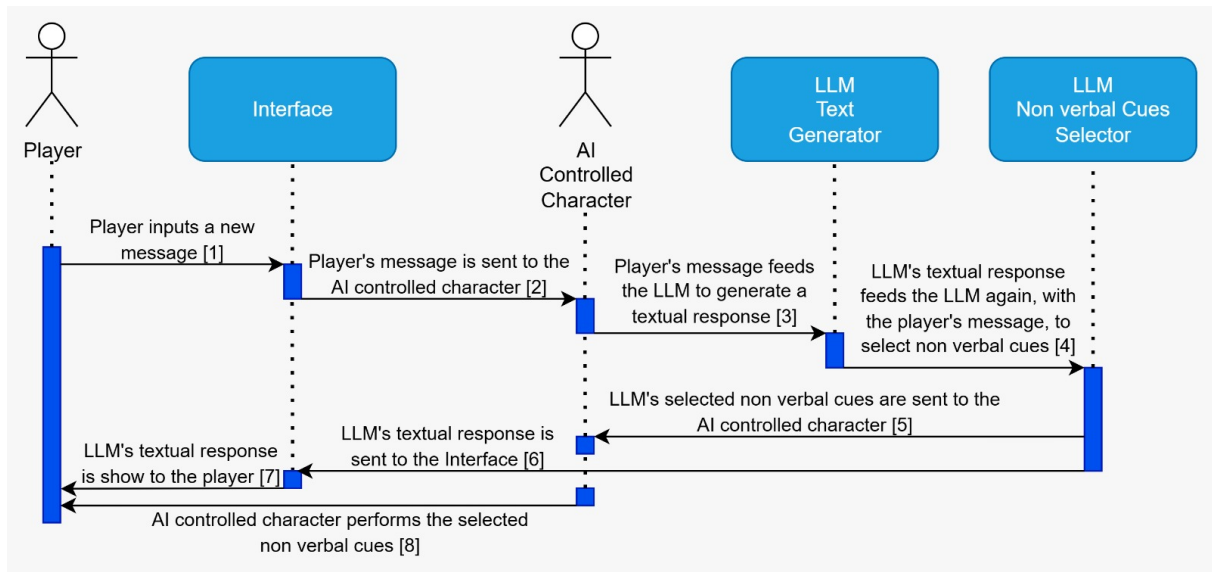 Player
Interface
AI
Controlled
Character
LLM
Text
Generator
LLM
Non verbal Cues
Selector
Player inputs a new
message [1]
Player's message is sent to the
AI controlled character [2]
Player's message feeds
the LLM to generate a
textual response [3]
LLM's textual response
feeds the LLM again, with
the player's message, to
select non verbal cues [4]
LLM's selected non verbal cues are sent to the
AI controlled character [5]
LLM's textual response is
sent to the Interface [6]
LLM's textual response
is show to the player [7]
AI controlled character performs the selected
non verbal cues [8]